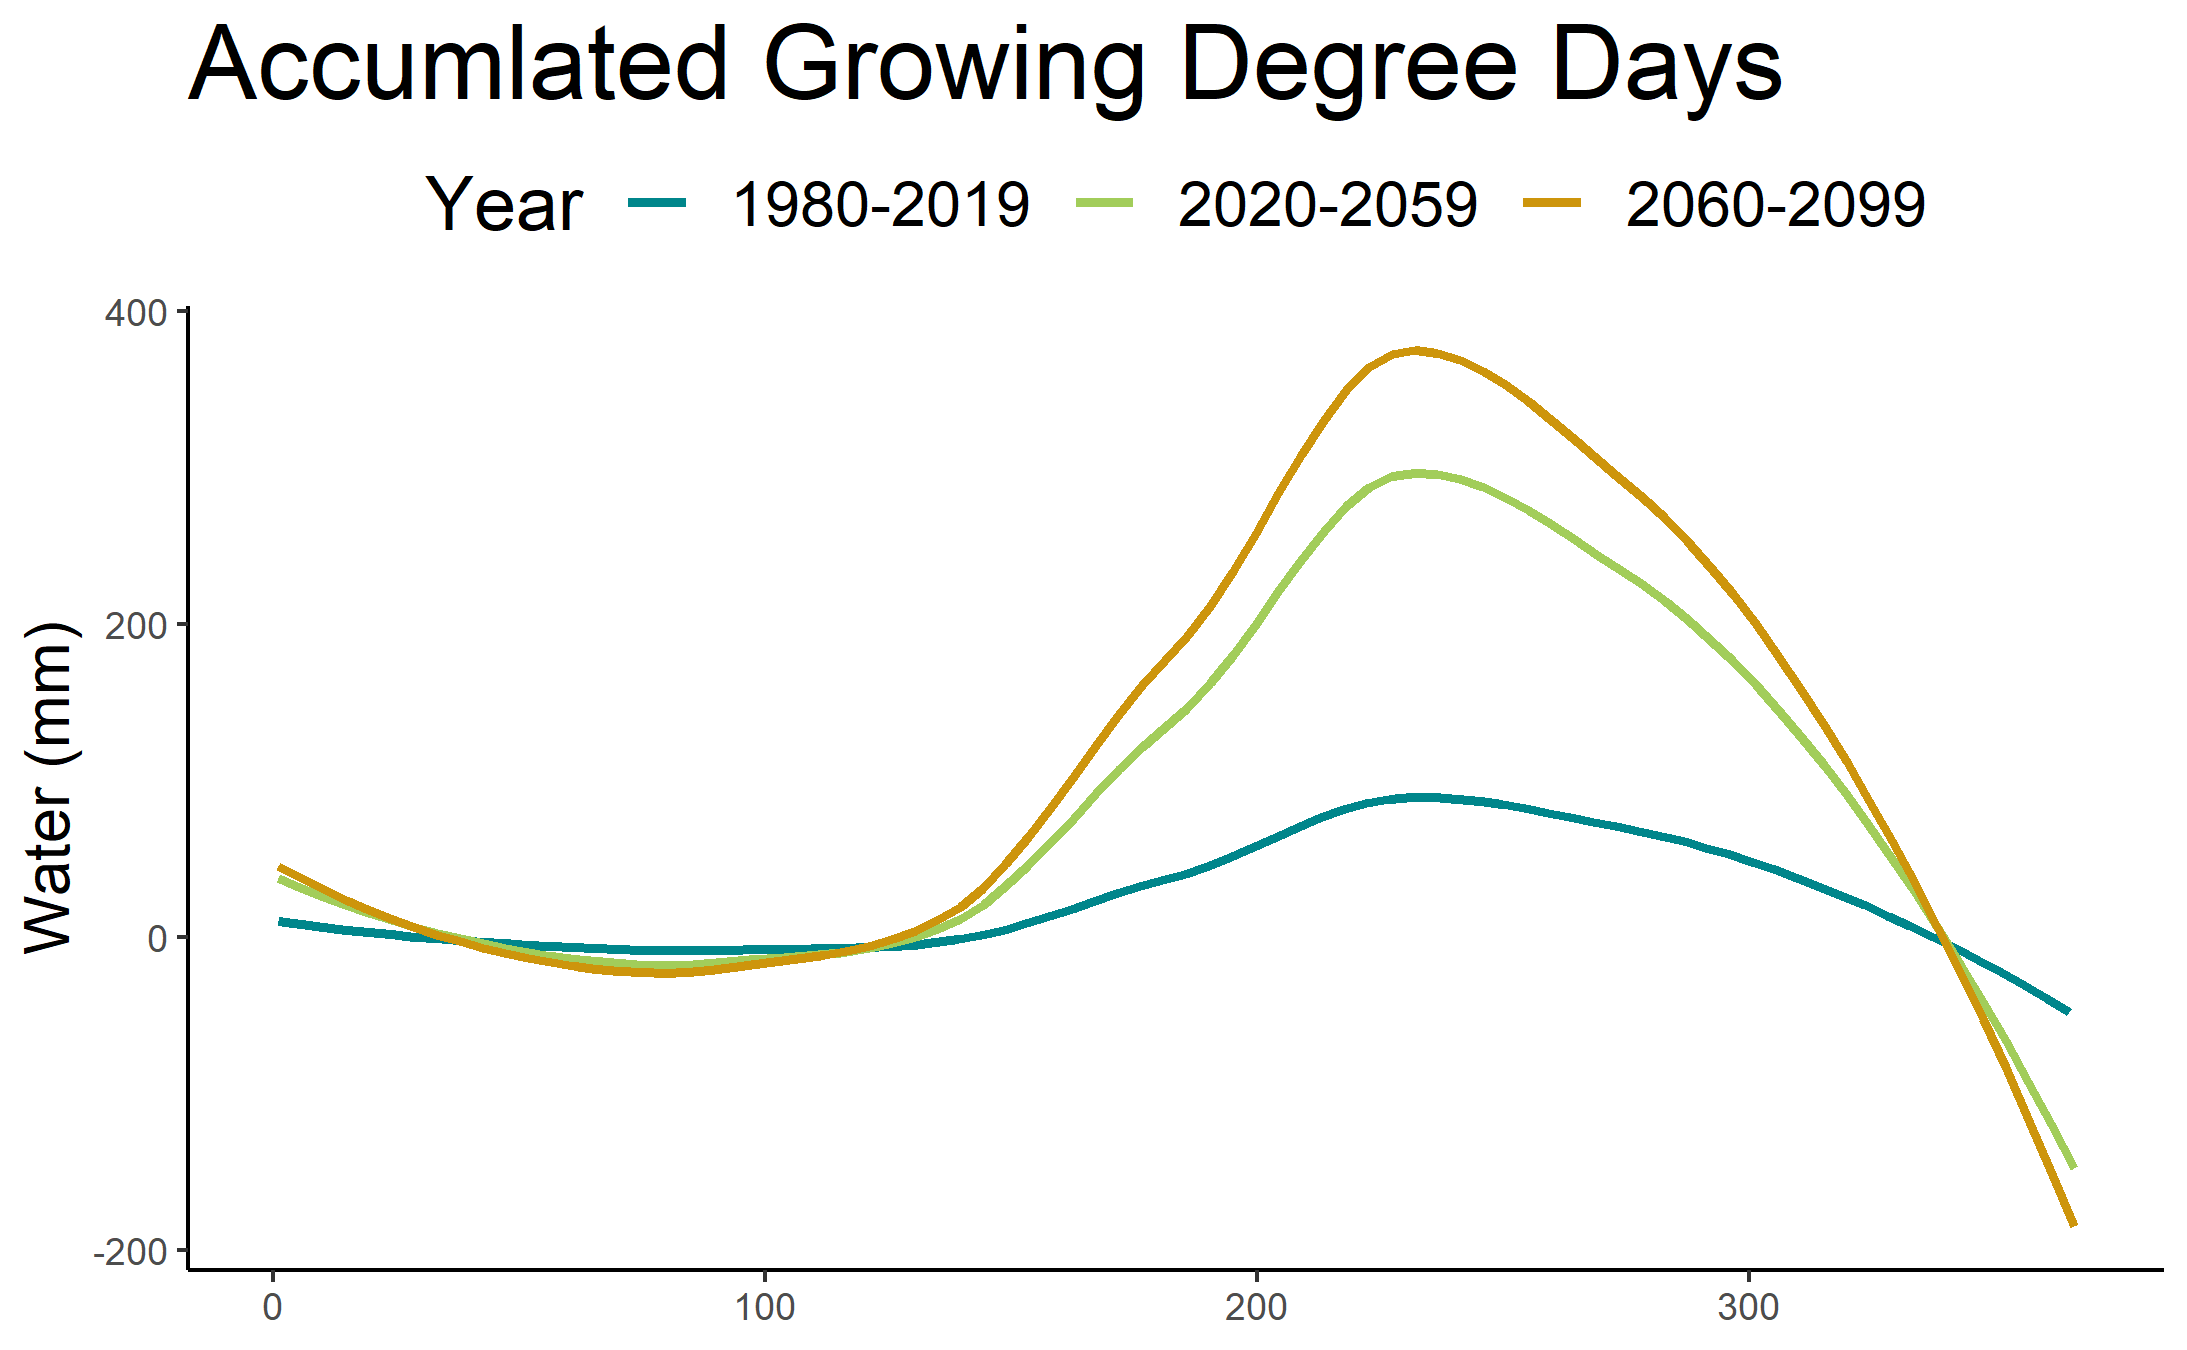 Accumlated Growing Degree Days
Year 1980-2019 2020-2059 2060-2099
400
200
0
-200
Water (mm)
0 100 200 300